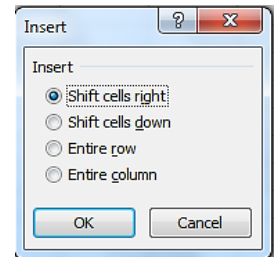 Insert
?
Insert
Shift cells right
Shift cells down
Entire row
Entire column
OK Cancel